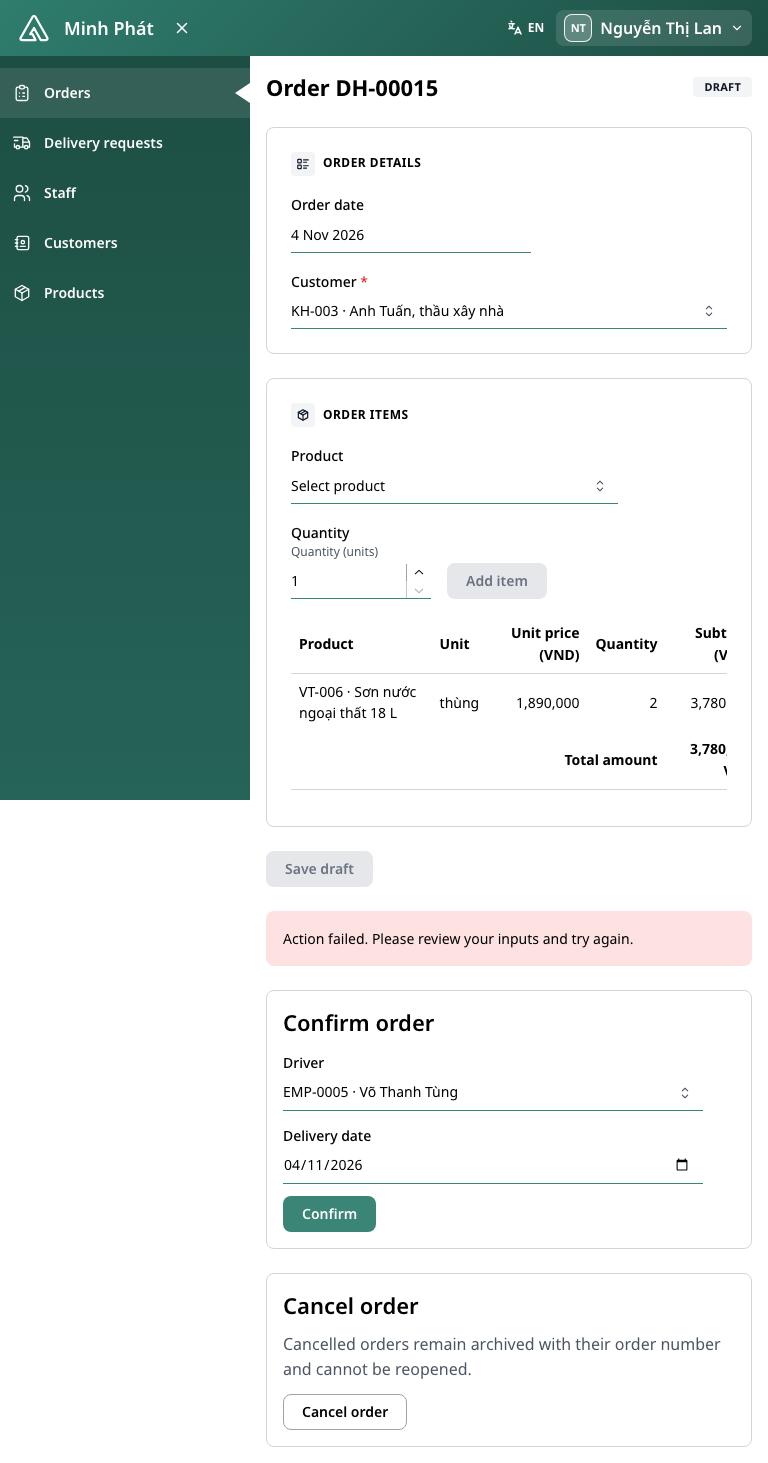 Minh Phát
EN
NT
Nguyễn Thị Lan
Orders
Delivery requests
Staff
Customers
Products
Order DH-00015
DRAFT
ORDER DETAILS
Order date
4 Nov 2026
Customer *
KH-003 · Anh Tuấn, thầu xây nhà
ORDER ITEMS
Product
Select product
Quantity
Quantity (units)
1
Add item
Product Unit Unit price (VND) Quantity Subt (V
VT-006 · Sơn nước
ngoại thất 18 L
thùng 1,890,000 2 3,780
Total amount 3,780,
Save draft
Action failed. Please review your inputs and try again.
Confirm order
Driver
EMP-0005 · Võ Thanh Tùng
Delivery date
04/11/2026
Confirm
Cancel order
Cancelled orders remain archived with their order number
and cannot be reopened.
Cancel order